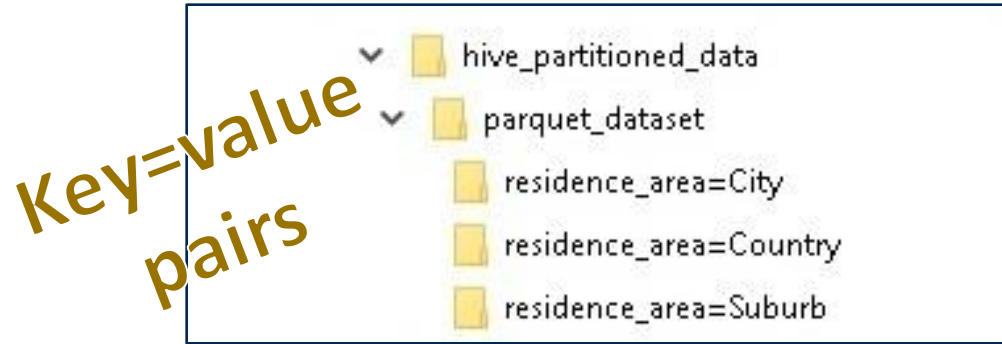 Key=value
pairs
hive_partitioned_data
parquet_dataset
residence_area=City
residence_area=Country
residence_area=Suburb